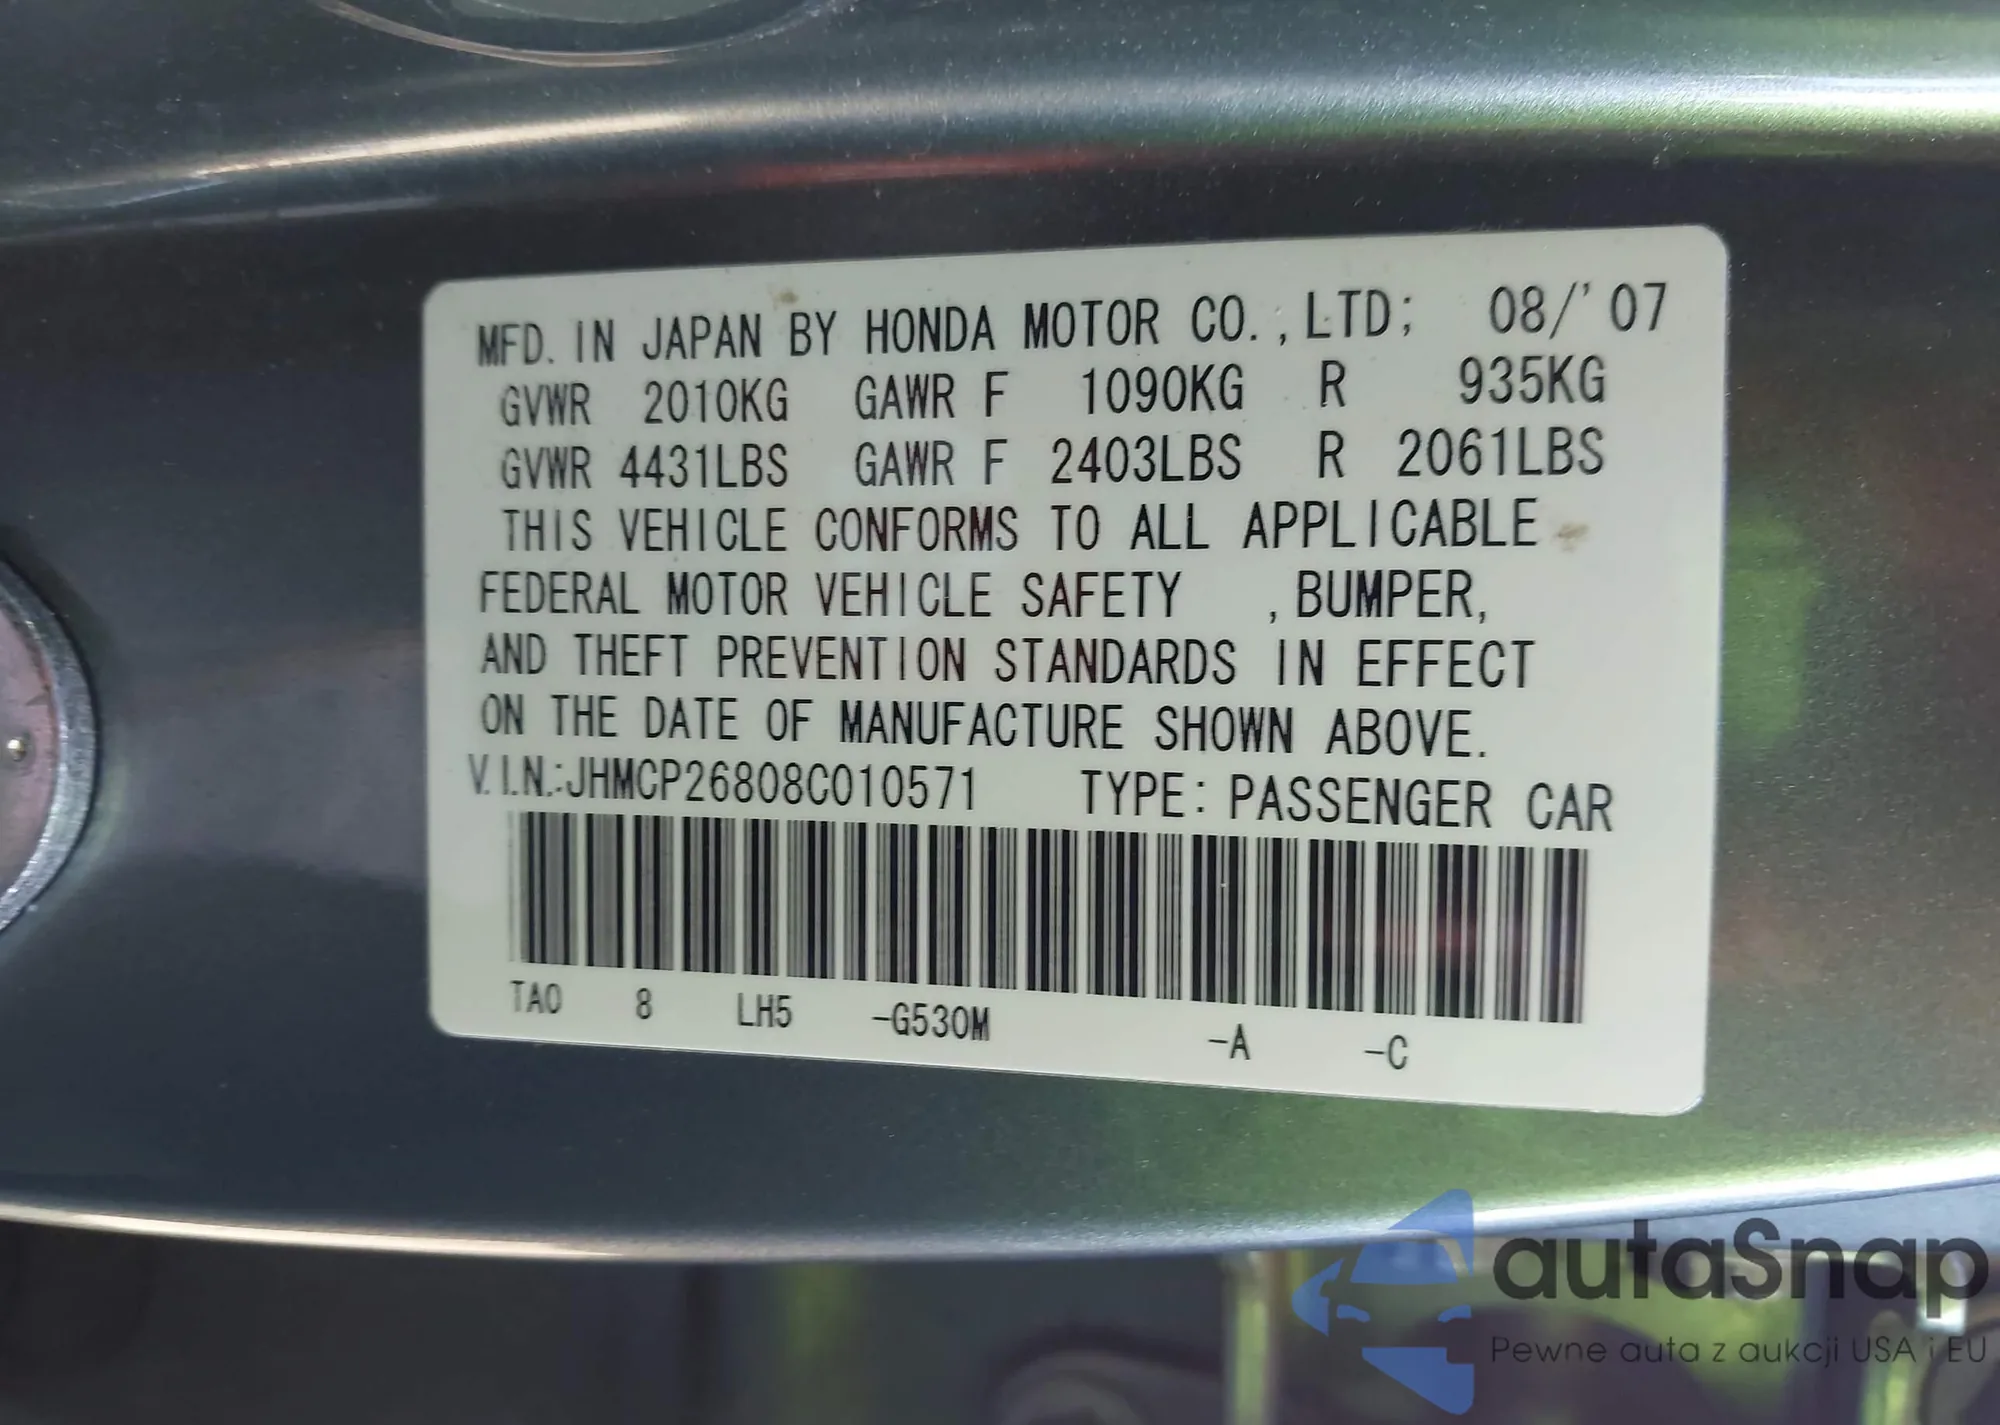 MFD. IN JAPAN BY HONDA MOTOR CO.,LTD; 08/'07
GVWR 2010KG GAWR F 1090KG R 935KG
GVWR 4431LBS GAWR F 2403LBS R 2061LBS
THIS VEHICLE CONFORMS TO ALL APPLICABLE
FEDERAL MOTOR VEHICLE SAFETY ,BUMPER,
AND THEFT PREVENTION STANDARDS IN EFFECT
ON THE DATE OF MANUFACTURE SHOWN ABOVE.
V.I.N.:JHMCP26808C010571 TYPE: PASSENGER CAR
TA0 8 LH5 -G530M -A -C
autaSnap
Pewne auta z aukcji USA i EU